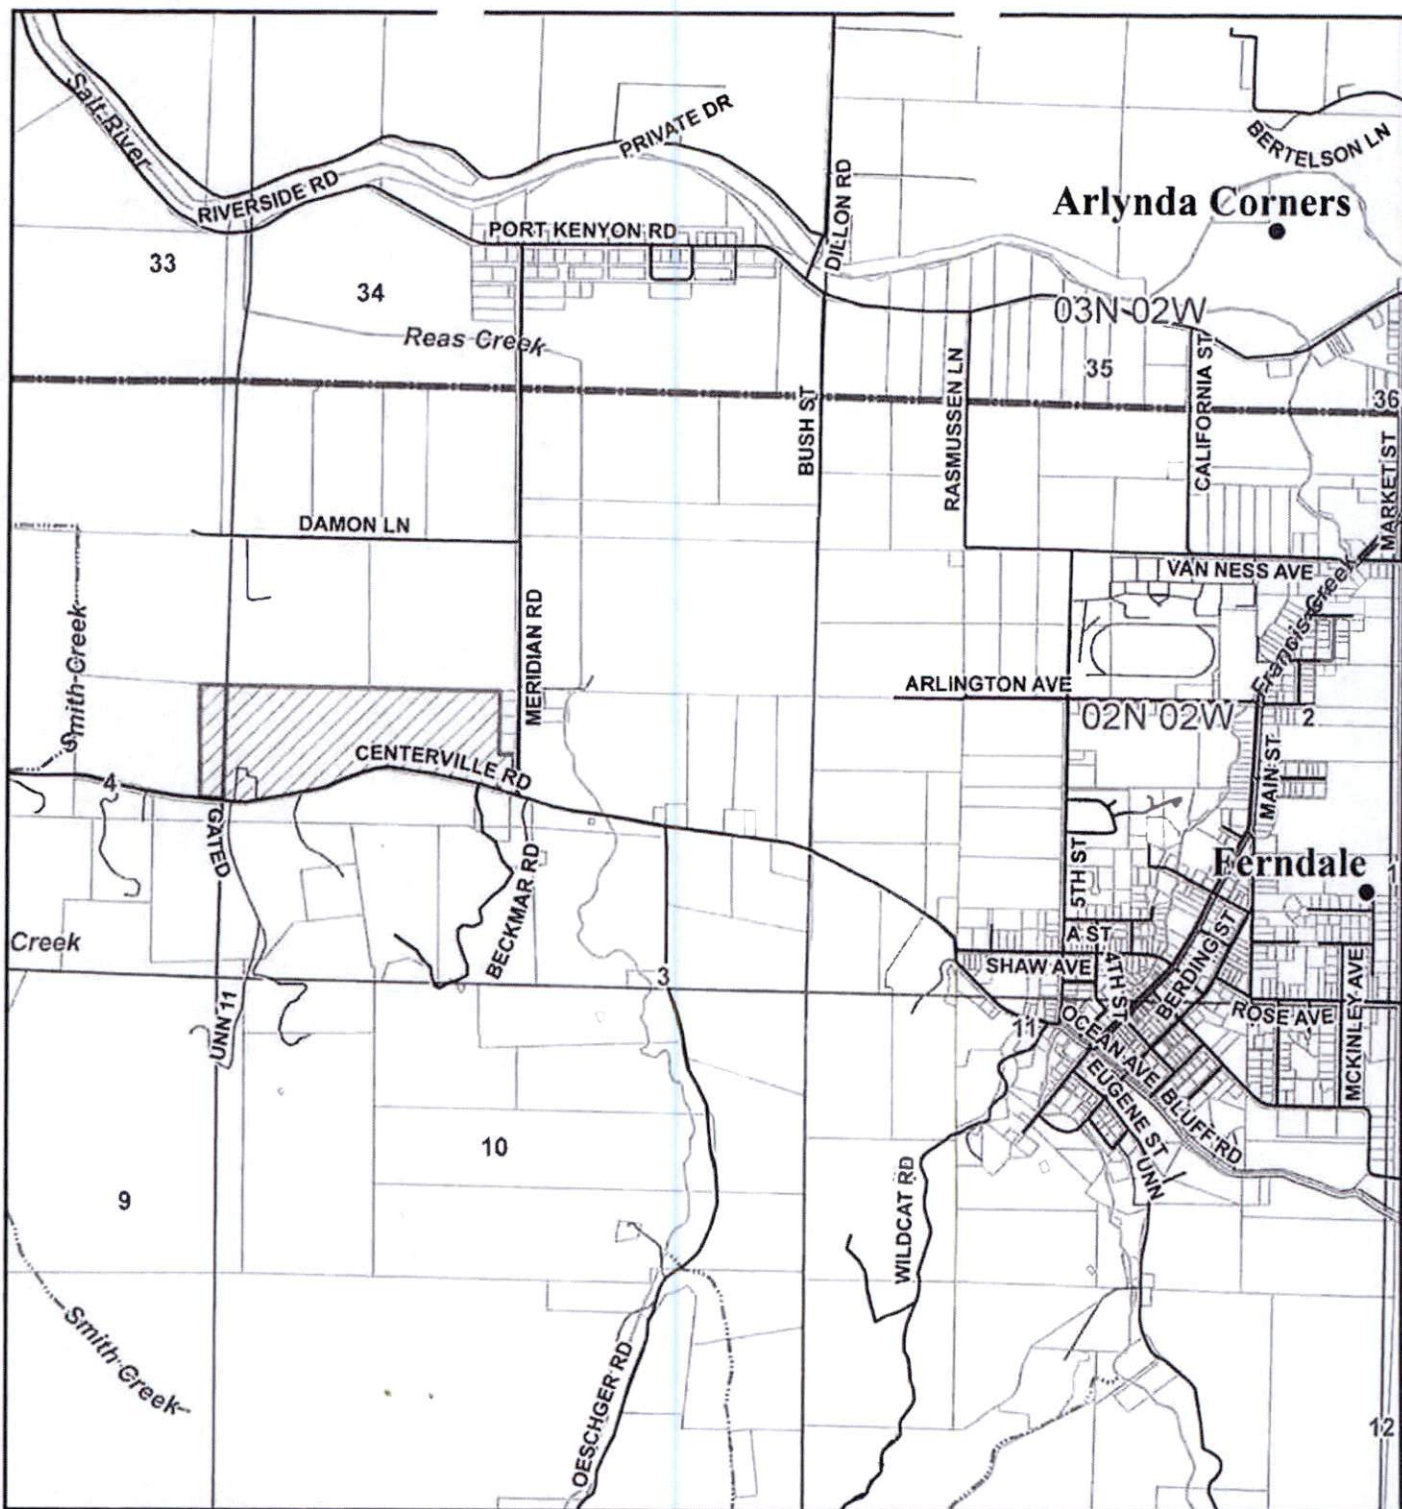 Salt River
RIVERSIDE RD
PRIVATE DR
BERTELSON LN
DILLON RD
Arlynda Corners
PORT KENYON RD
33
34
03N 02W
Reas Creek
35
CALIFORNIA ST
RASMUSSEN LN
BUSH ST
36
MARKET ST
DAMON LN
VAN NESS AVE
Francis Creek
Smith Creek
MERIDIAN RD
ARLINGTON AVE
02N 02W
2
MAIN ST
CENTERVILLE RD
4
GATED
5TH ST
Ferndale
1
BECKMAR RD
A ST
Creek
SHAW AVE
4TH ST
BERDING ST
MCKINLEY AVE
3
UNN 11
11
OCEAN AVE
ROSE AVE
EUGENE ST
BLUFF RD
UNN
10
9
WILDCAT RD
Smith Creek
OESCHGER RD
12